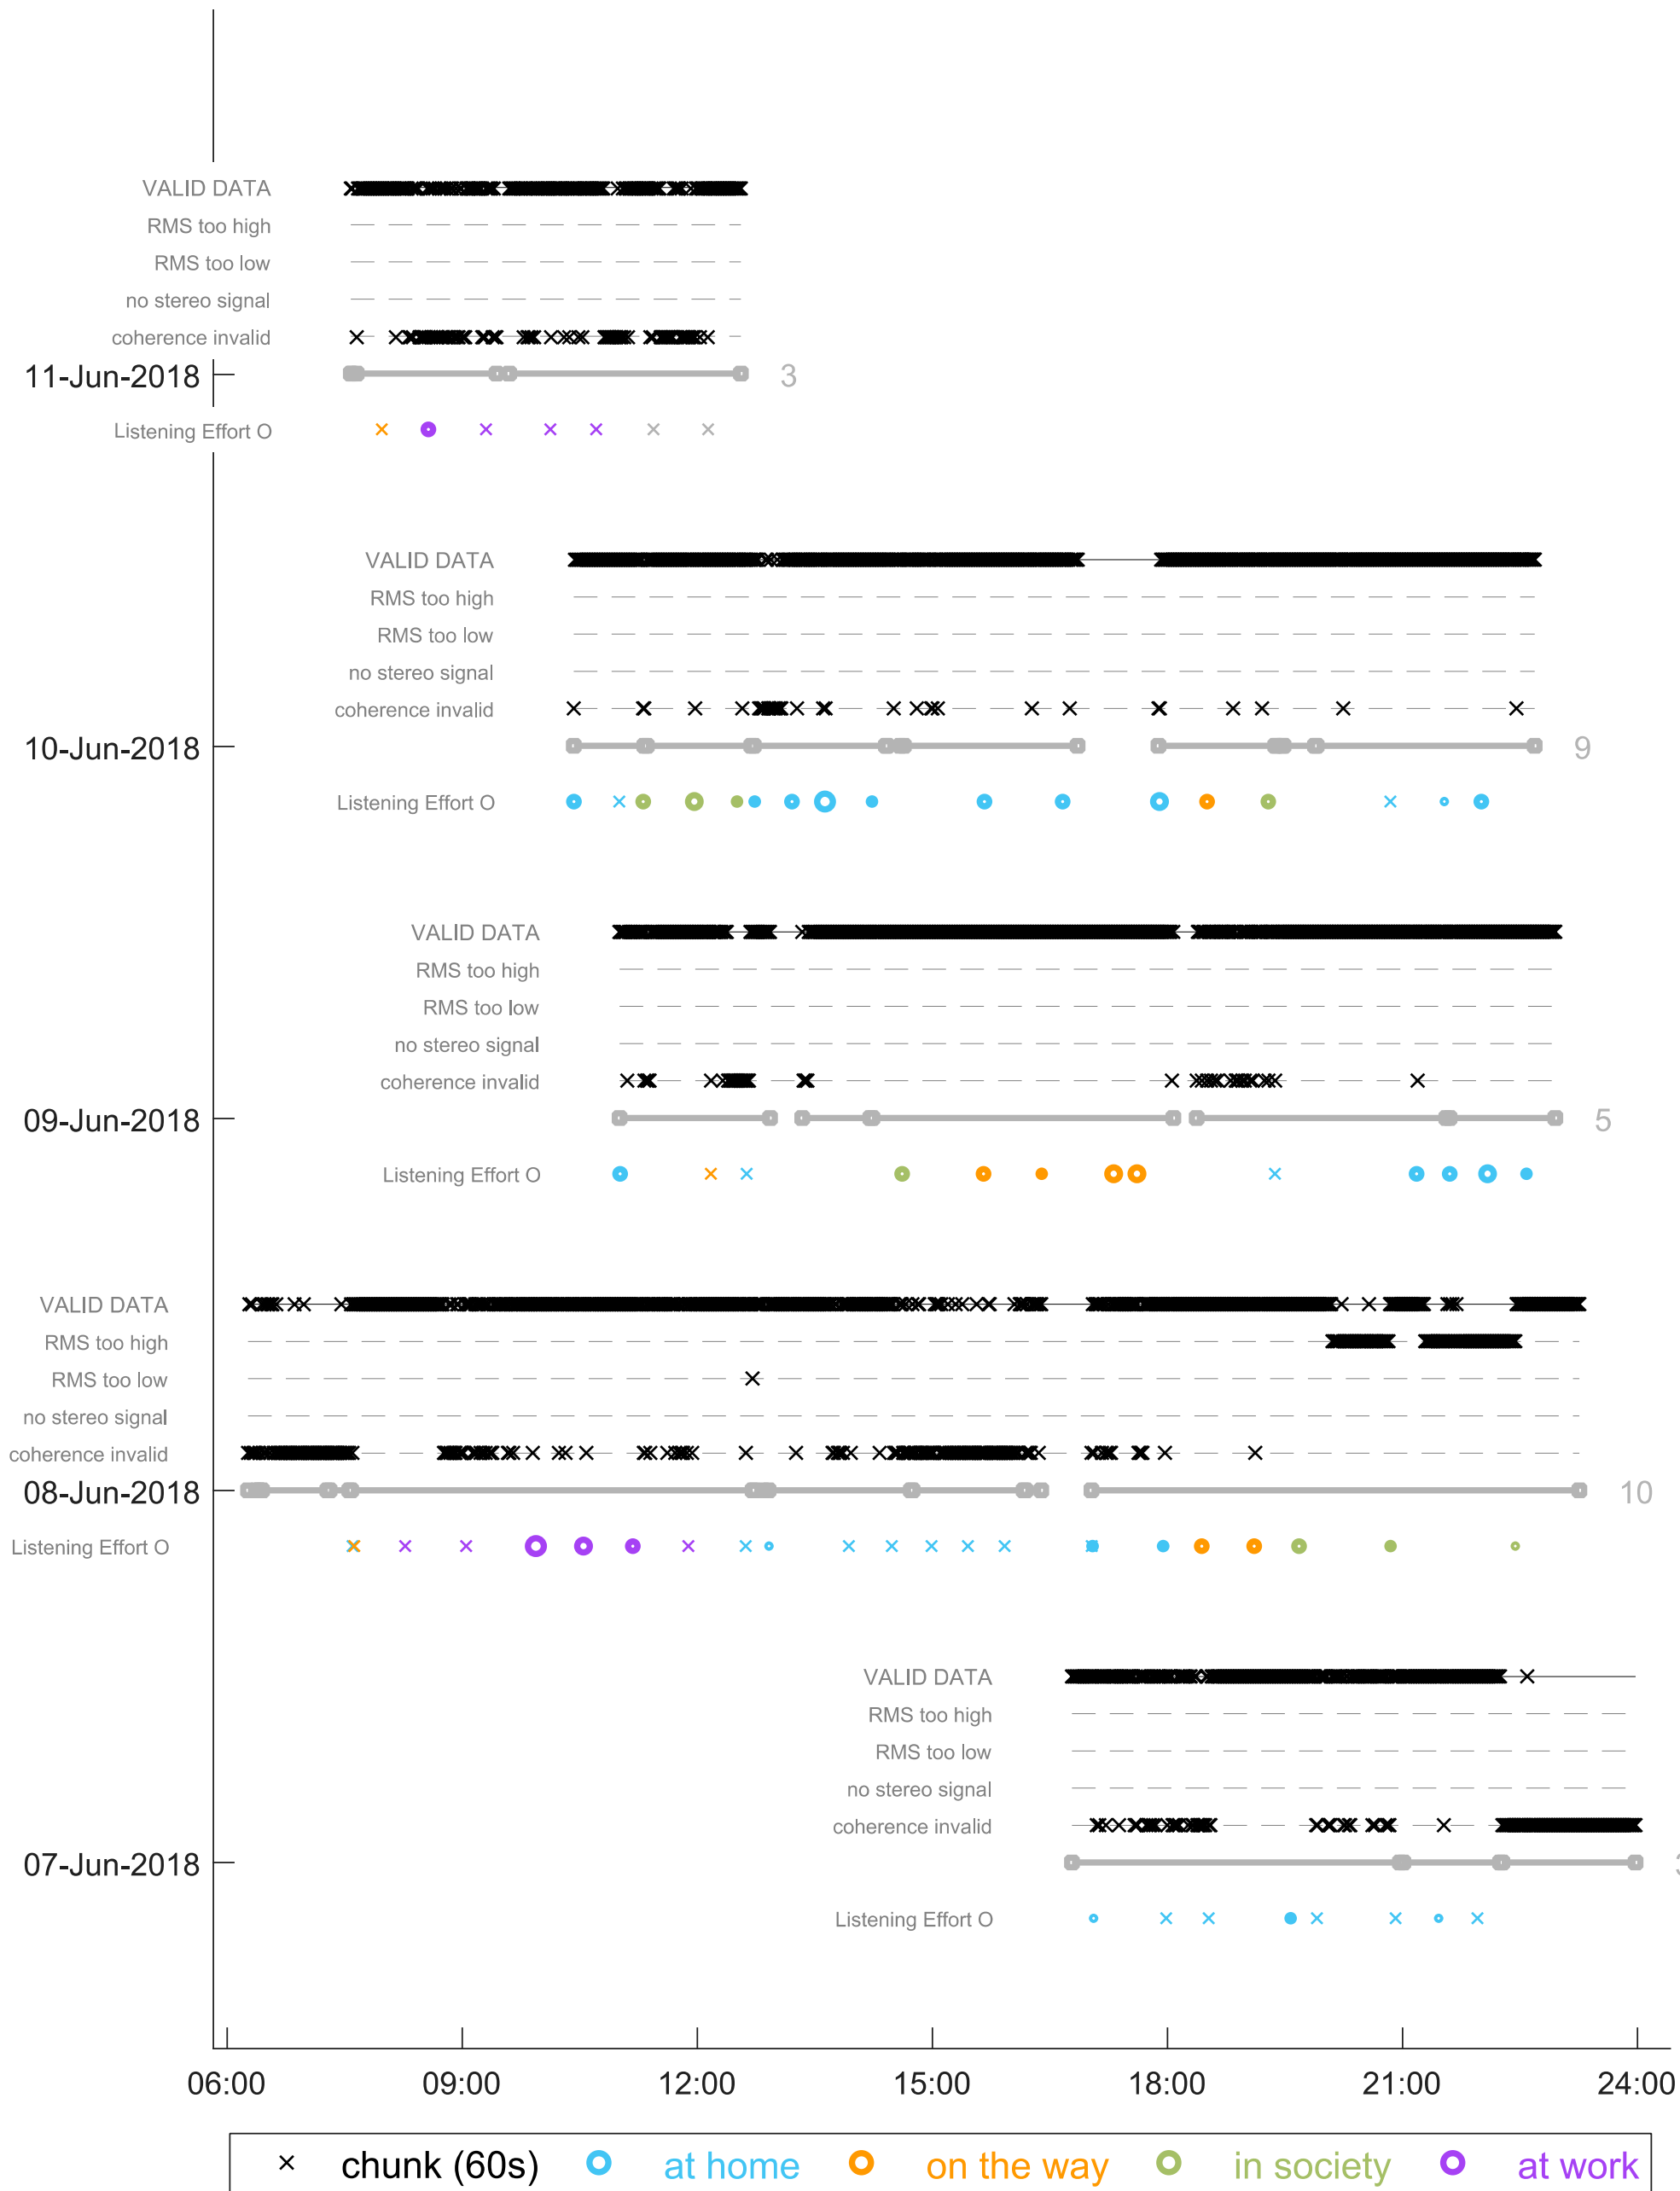 VALID DATA
RMS too high
RMS too low
no stereo signal
coherence invalid
11-Jun-2018
3
Listening Effort O
VALID DATA
RMS too high
RMS too low
no stereo signal
coherence invalid
10-Jun-2018
9
Listening Effort O
VALID DATA
RMS too high
RMS too low
no stereo signal
coherence invalid
09-Jun-2018
5
Listening Effort O
VALID DATA
RMS too high
RMS too low
no stereo signal
coherence invalid
08-Jun-2018
10
Listening Effort O
VALID DATA
RMS too high
RMS too low
no stereo signal
coherence invalid
07-Jun-2018
Listening Effort O
06:00 09:00 12:00 15:00 18:00 21:00 24:00
chunk (60s) at home on the way in society at work